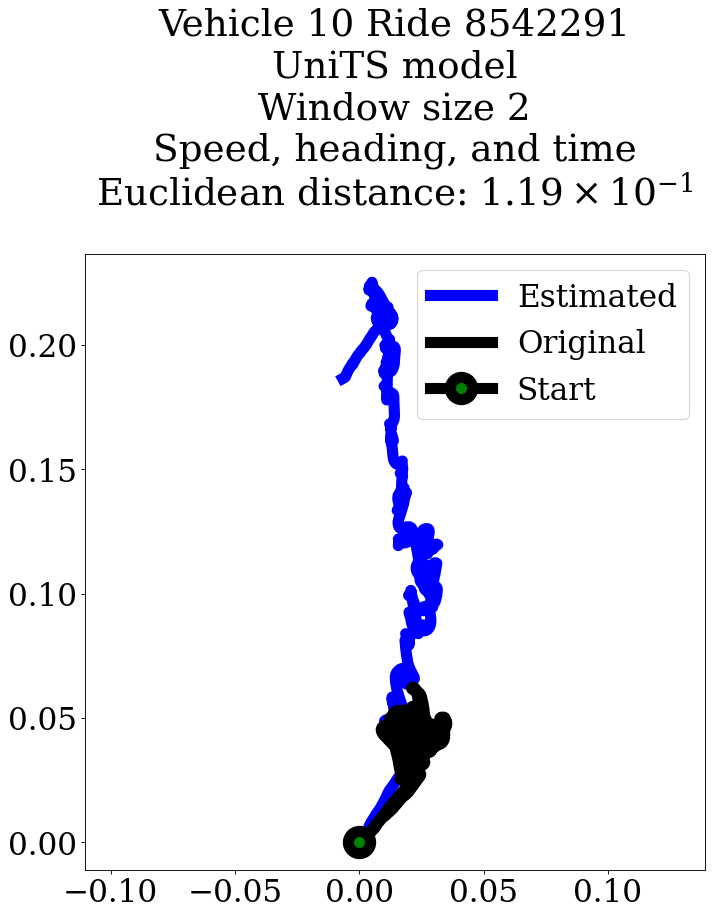 Vehicle 10 Ride 8542291
UniTS model
Window size 2
Speed, heading, and time
Euclidean distance: 1.19 × 10⁻¹
Estimated
Original
Start
0.20
0.15
0.10
0.05
0.00
−0.10 −0.05 0.00 0.05 0.10